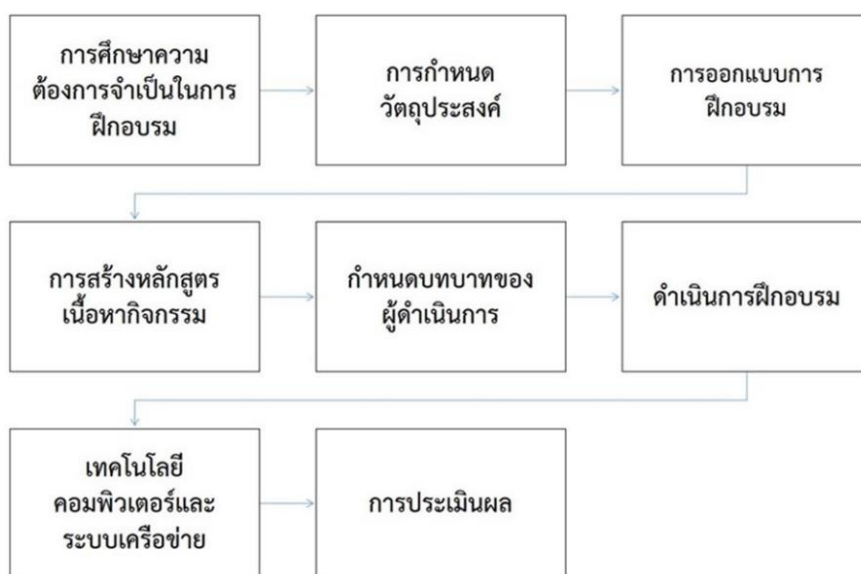 การศึกษาความ
ต้องการจำเป็นในการ
ฝึกอบรม
การกำหนด
วัตถุประสงค์
การออกแบบการ
ฝึกอบรม
การสร้างหลักสูตร
เนื้อหากิจกรรม
กำหนดบทบาทของ
ผู้ดำเนินการ
ดำเนินการฝึกอบรม
เทคโนโลยี
คอมพิวเตอร์และ
ระบบเครือข่าย
การประเมินผล